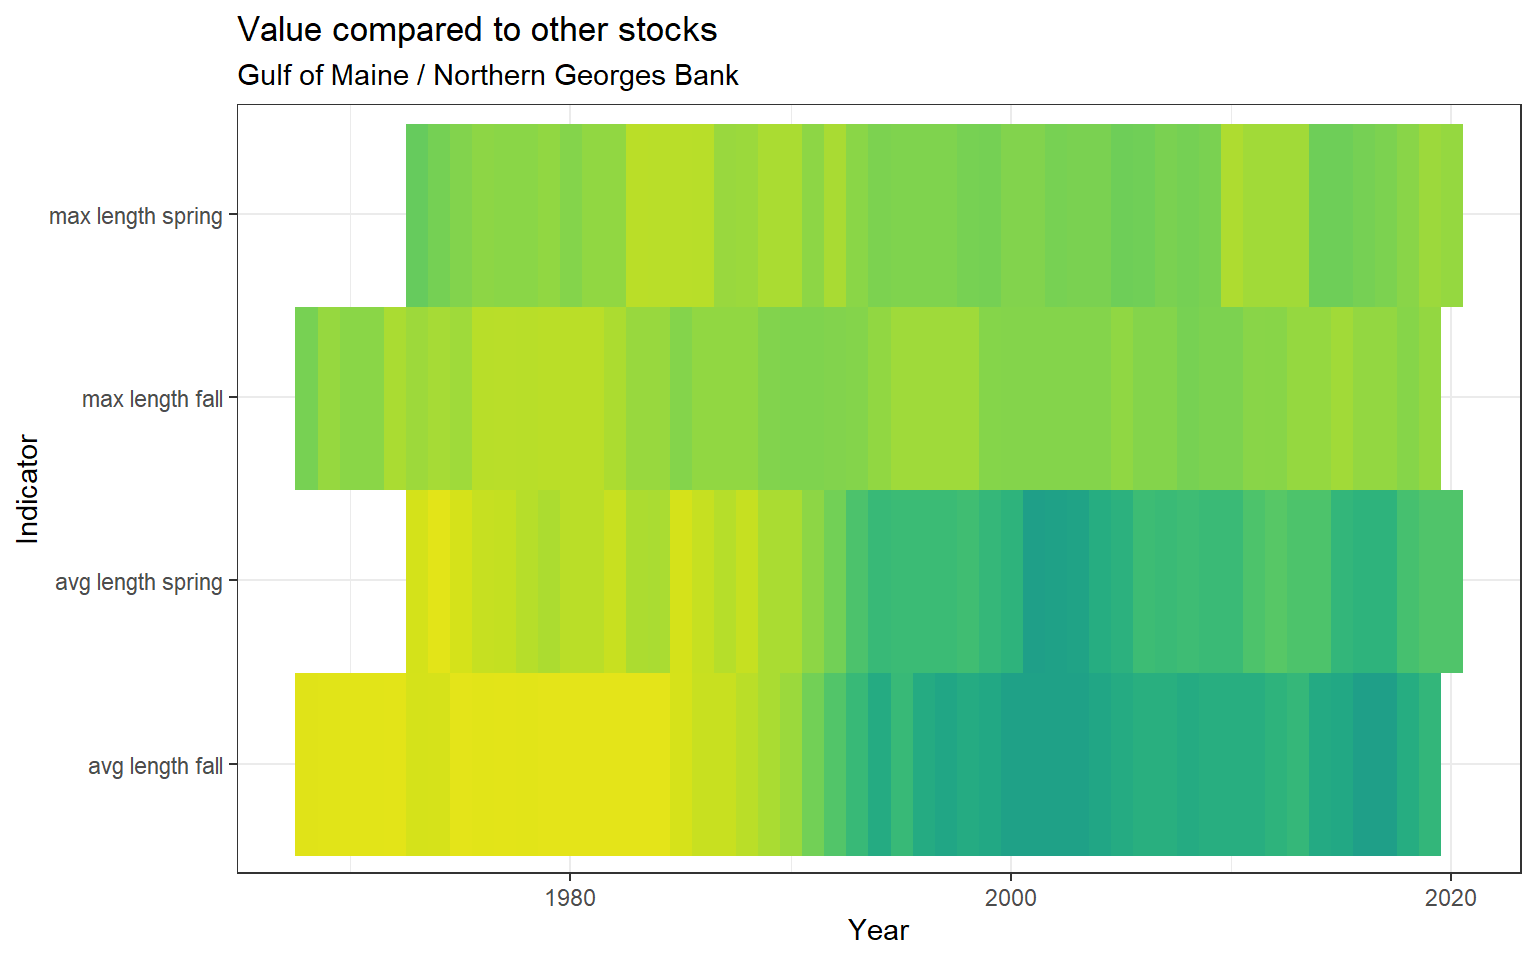 Value compared to other stocks
Gulf of Maine / Northern Georges Bank
max length spring
max length fall
avg length spring
avg length fall
Indicator
1980
2000
2020
Year